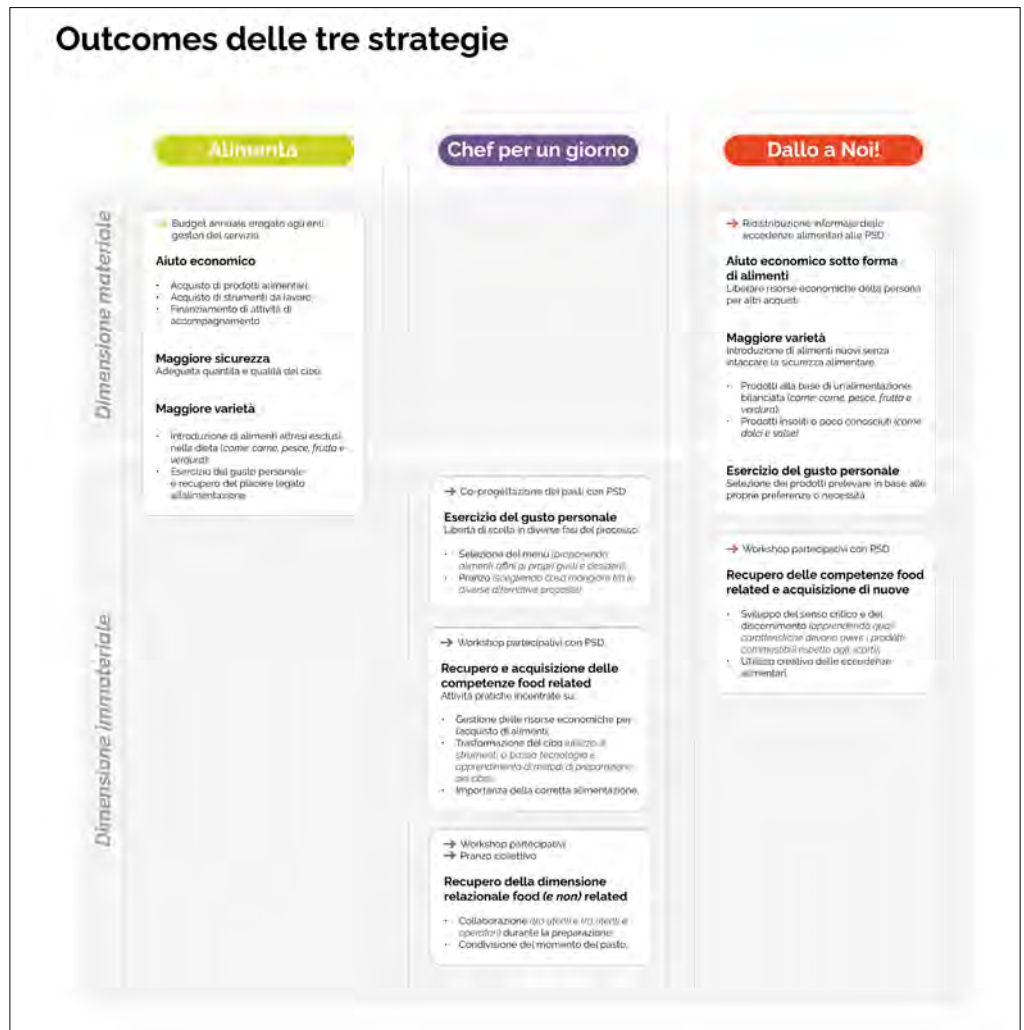 Outcomes delle tre strategie
Alimenta
Chef per un giorno
Dallo a Noi!
Dimensione materiale
→ Budget annuale erogato agli enti
gestori del servizio
Aiuto economico
• Acquisto di prodotti alimentari
• Acquisto di strumenti da lavoro
• Finanziamento di attività di
accompagnamento
Maggiore sicurezza
Adeguata quantità e qualità del cibo
Maggiore varietà
• Introduzione di alimenti altresì esclusi
nella dieta (come: carne, pesce, frutta e
verdura)
• Esercizio del gusto personale
e recupero del piacere legato
all'alimentazione
→ Ridistribuzione informale delle
eccedenze alimentari alle PSD
Aiuto economico sotto forma
di alimenti
Liberare risorse economiche della persona
per altri acquisti
Maggiore varietà
Introduzione di alimenti nuovi senza
intaccare la sicurezza alimentare
• Prodotti alla base di un'alimentazione
bilanciata (come: carne, pesce, frutta e
verdura)
• Prodotti insoliti o poco conosciuti (come
dolci e salse)
Esercizio del gusto personale
Selezione dei prodotti prelevare in base alle
proprie preferenze o necessità
Dimensione immateriale
→ Co-progettazione dei pasti con PSD
Esercizio del gusto personale
Libertà di scelta in diverse fasi del processo
• Selezione del menù (proponendo
alimenti affini ai propri gusti e desideri)
• Pranzo (scegliendo cosa mangiare tra le
diverse alternative proposte)
→ Workshop partecipativi con PSD
Recupero e acquisizione delle
competenze food related
Attività pratiche incentrate su:
• Gestione delle risorse economiche per
l'acquisto di alimenti
• Trasformazione del cibo (utilizzo di
strumenti a bassa tecnologia e
apprendimento di metodi di preparazione
del cibo)
• Importanza della corretta alimentazione.
→ Workshop partecipativi
→ Pranzo collettivo
Recupero della dimensione
relazionale food (e non) related
• Collaborazione (tra utenti e tra utenti e
operatori) durante la preparazione
• Condivisione del momento del pasto.
→ Workshop partecipativi con PSD
Recupero delle competenze food
related e acquisizione di nuove
• Sviluppo del senso critico e del
discernimento (apprendendo quali
caratteristiche devono avere i prodotti
commestibili rispetto agli scarti)
• Utilizzo creativo delle eccedenze
alimentari